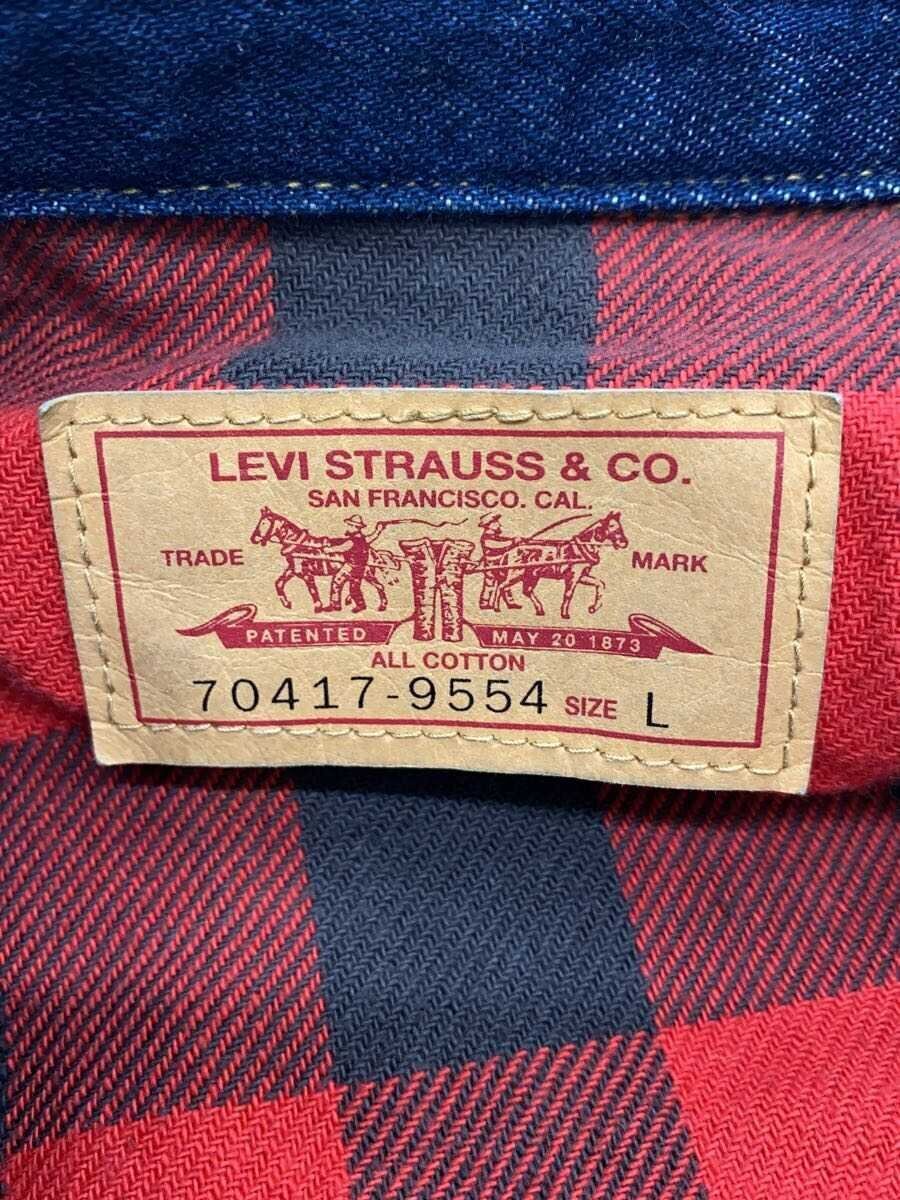 LEVI STRAUSS & CO.
SAN FRANCISCO. CAL.
TRADE MARK
PATENTED MAY 20 1873
ALL COTTON
70417-9554 SIZE L